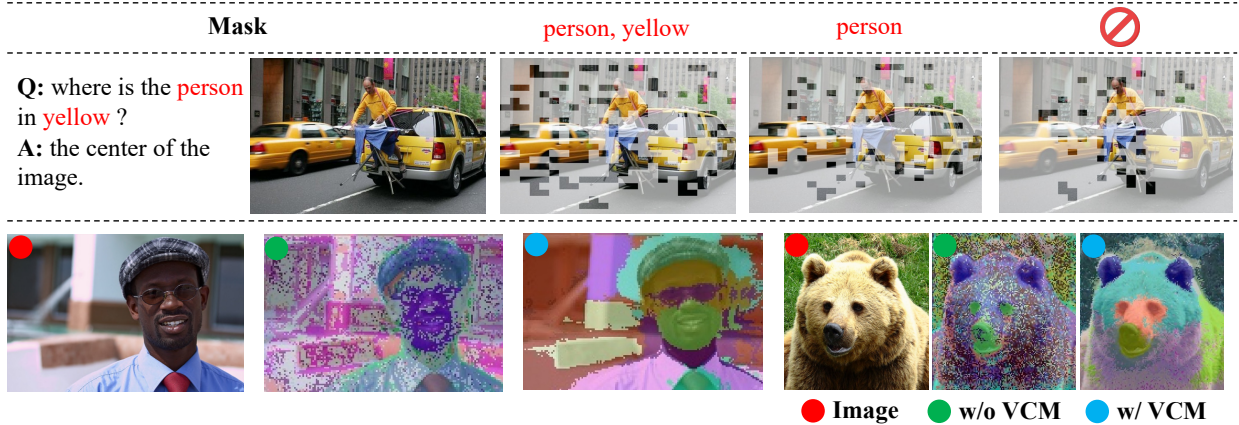 Mask
person, yellow
person
Q: where is the person
in yellow ?
A: the center of the
image.
Image
w/o VCM
w/ VCM